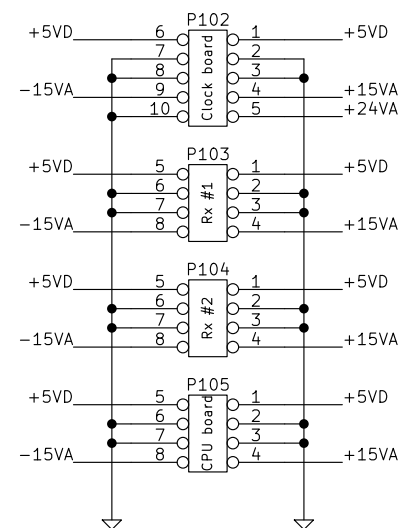 P102
+5VD 6 1 +5VD
7 2
8 3
-15VA 9 4 +15VA
10 5 +24VA
Clock board
P103
+5VD 5 1 +5VD
6 2
7 3
-15VA 8 4 +15VA
Rx #1
P104
+5VD 5 1 +5VD
6 2
7 3
-15VA 8 4 +15VA
Rx #2
P105
+5VD 5 1 +5VD
6 2
7 3
-15VA 8 4 +15VA
CPU board